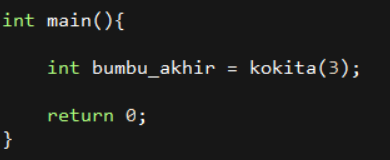 int main(){
int bumbu_akhir = kokita(3);
return 0;
}